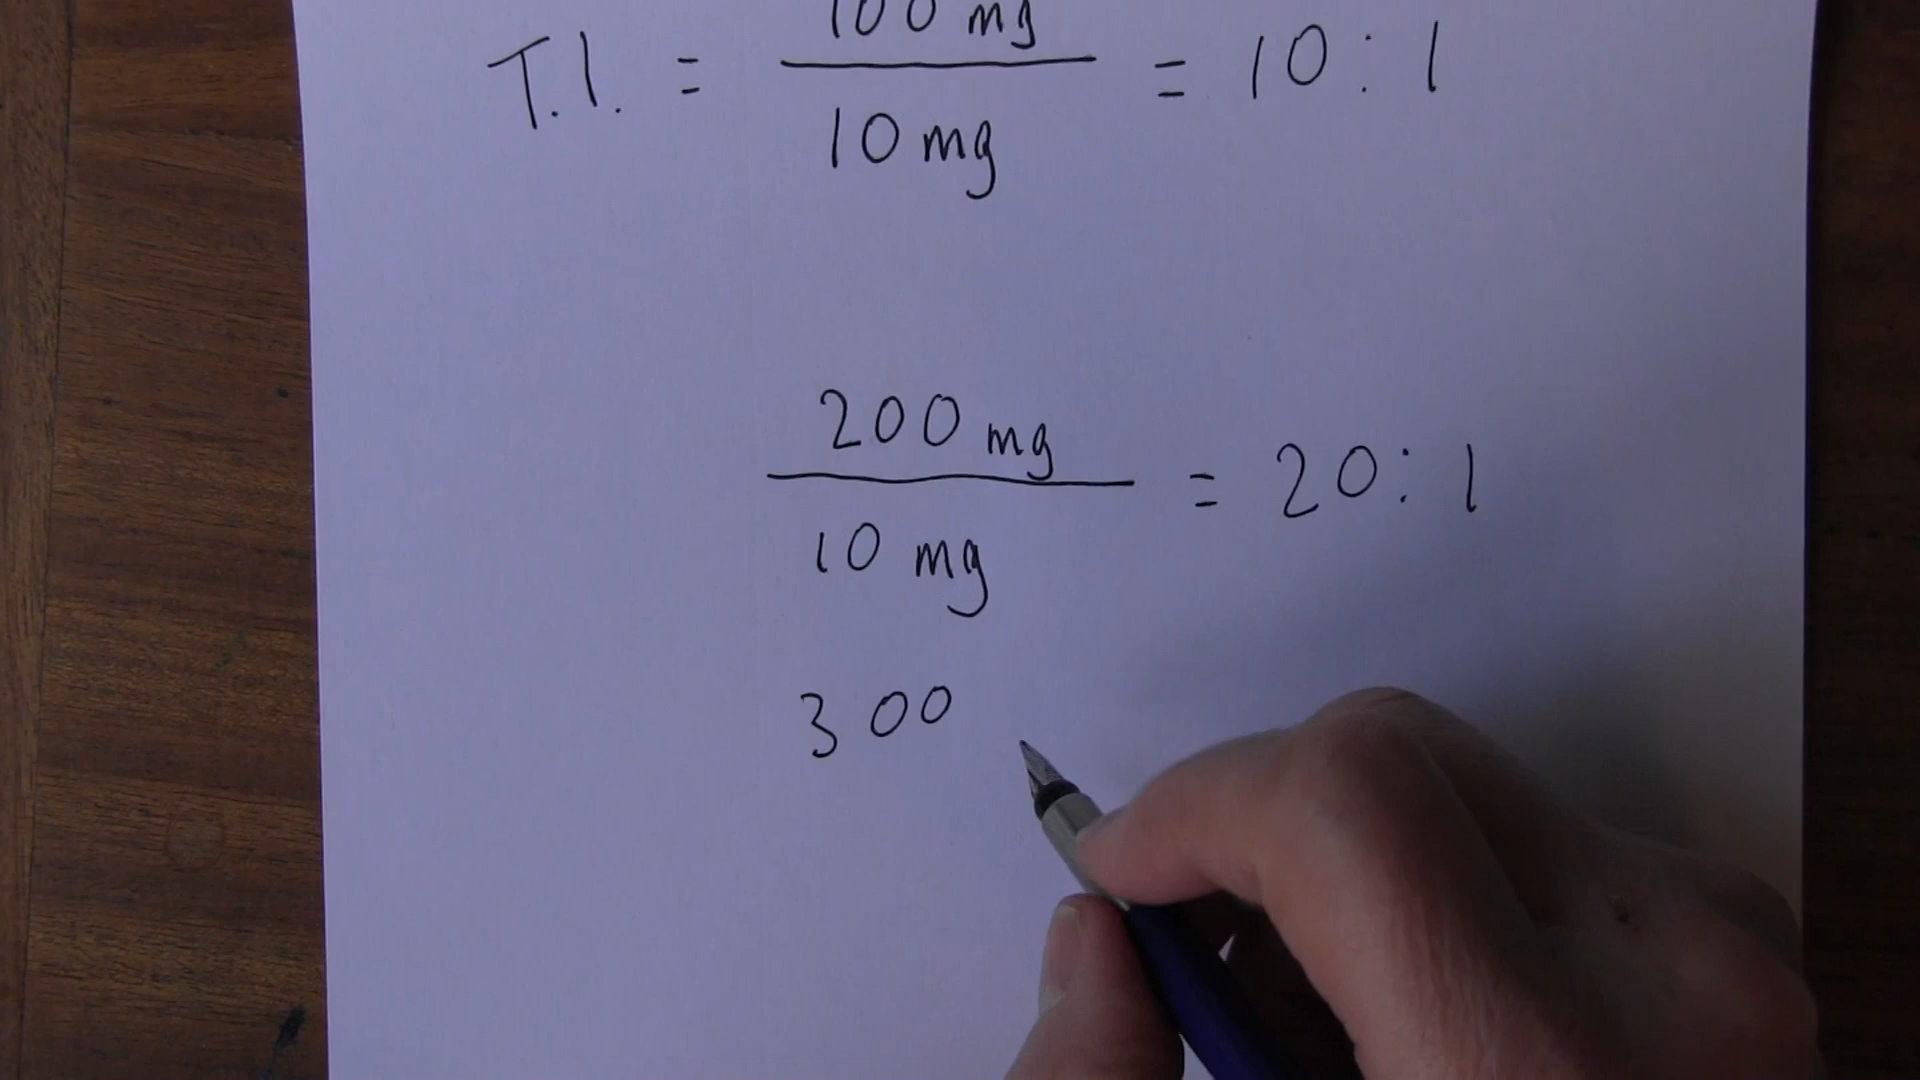 100 mg
T.I. = = 10 : 1
10 mg
200 mg
= 20 : 1
10 mg
300